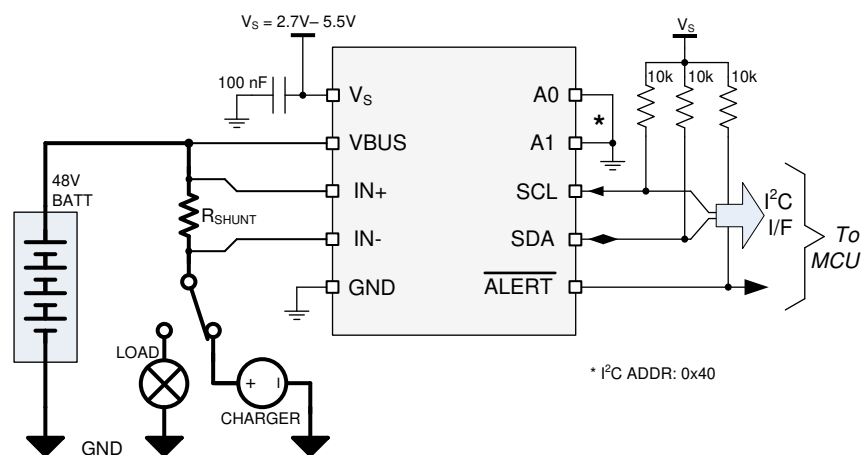 V_S = 2.7V– 5.5V
100 nF
V_S
VBUS
IN+
IN-
GND
A0
A1
SCL
SDA
ALERT
*
V_S
10k
10k
10k
I²C
I/F
To
MCU
48V
BATT
R_SHUNT
LOAD
+
I
CHARGER
GND
* I²C ADDR: 0x40